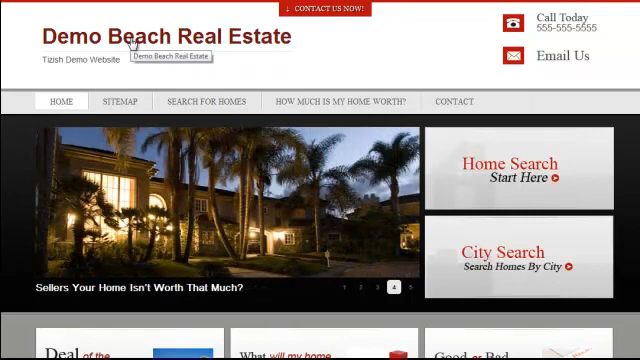 ↓ CONTACT US NOW!
Demo Beach Real Estate
Tizish Demo Website
Demo Beach Real Estate
Call Today
555-555-5555
Email Us
HOME SITEMAP SEARCH FOR HOMES HOW MUCH IS MY HOME WORTH? CONTACT
Home Search
Start Here
City Search
Search Homes By City
Sellers Your Home Isn't Worth That Much?
1 2 3 4 5
Deal of the
What will my home
Good or Bad